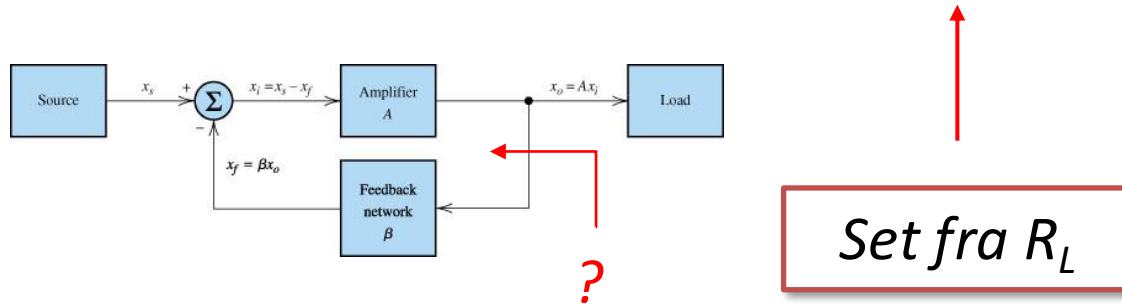 Source
x_s
+
Σ
−
x_i = x_s − x_f
Amplifier
A
x_o = Ax_i
Load
x_f = βx_o
Feedback
network
β
?
Set fra R_L